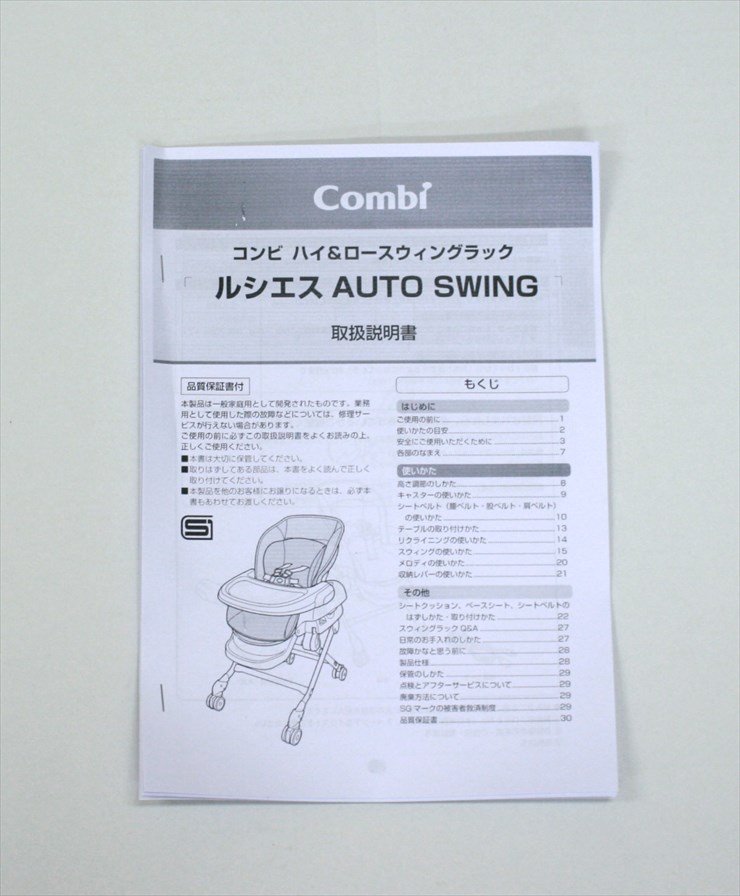 Combi
コンビ ハイ&ロースウィングラック
「ルシエス AUTO SWING」
取扱説明書
品質保証書付
本製品は一般家庭用として開発されたものです。業務
用として使用した際の故障などについては、修理サー
ビスが行えない場合があります。
ご使用の前に必ずこの取扱説明書をよくお読みの上、
正しくご使用ください。
■本書は大切に保管してください。
■取りはずしてある部品は、本書をよく読んで正しく
取り付けてください。
■本製品を他のお客様にお譲りになるときは、必ず本
書もあわせてお渡しください。
もくじ
はじめに
ご使用の前に 1
使いかたの目安 2
安全にご使用いただくために 3
各部のなまえ 7
使いかた
高さ調節のしかた 8
キャスターの使いかた 9
シートベルト(腰ベルト・股ベルト・肩ベルト)
の使いかた 10
テーブルの取り付けかた 13
リクライニングの使いかた 14
スウィングの使いかた 15
メロディの使いかた 20
収納レバーの使いかた 21
その他
シートクッション、ベースシート、シートベルトの
はずしかた・取り付けかた 22
スウィングラック Q&A 27
日常のお手入れのしかた 27
故障かなと思う前に 28
製品仕様 28
保管のしかた 29
点検とアフターサービスについて 29
廃棄方法について 29
SG マークの被害者救済制度 29
品質保証書 30